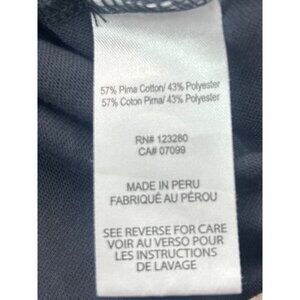 57% Pima Cotton/ 43% Polyester
57% Coton Pima/ 43% Polyester
RN# 123280
CA# 07099
MADE IN PERU
FABRIQUÉ AU PÉROU
SEE REVERSE FOR CARE
VOIR AU VERSO POUR
LES INSTRUCTIONS
DE LAVAGE